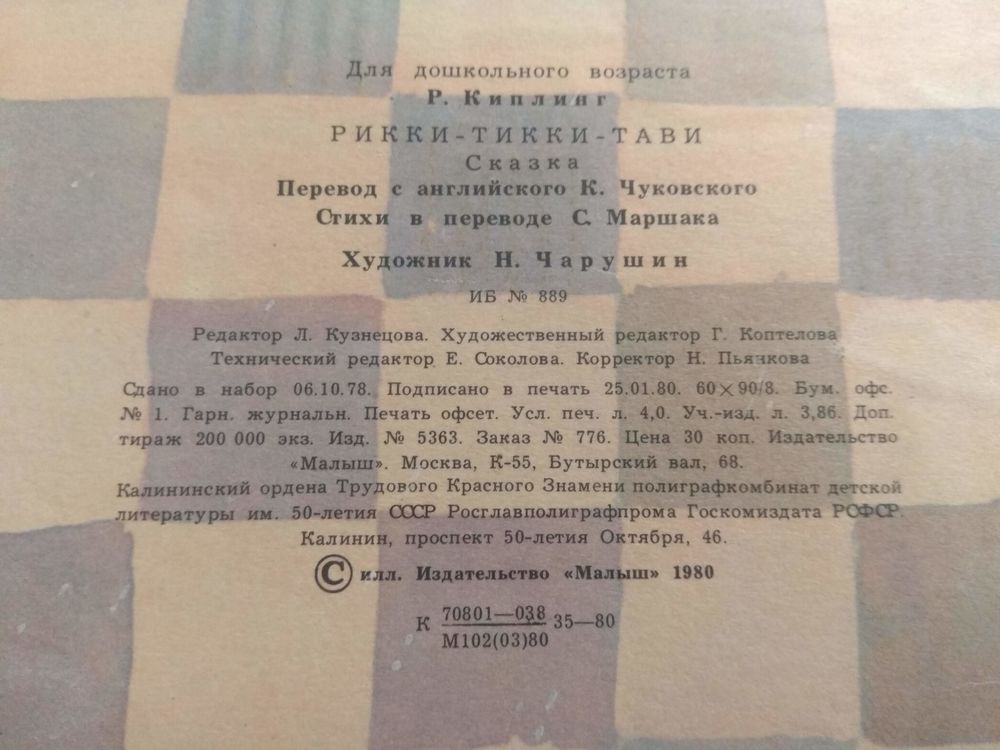 Для дошкольного возраста
Р. Киплинг
РИККИ-ТИККИ-ТАВИ
Сказка
Перевод с английского К. Чуковского
Стихи в переводе С. Маршака
Художник Н. Чарушин
ИБ № 889
Редактор Л. Кузнецова. Художественный редактор Г. Коптелова
Технический редактор Е. Соколова. Корректор Н. Пьянкова
Сдано в набор 06.10.78. Подписано в печать 25.01.80. 60×90/8. Бум. офс.
№ 1. Гарн. журнальн. Печать офсет. Усл. печ. л. 4,0. Уч.-изд. л. 3,86. Доп.
тираж 200 000 экз. Изд. № 5363. Заказ № 776. Цена 30 коп. Издательство
«Малыш». Москва, К-55, Бутырский вал, 68.
Калининский ордена Трудового Красного Знамени полиграфкомбинат детской
литературы им. 50-летия СССР Росглавполиграфпрома Госкомиздата РСФСР.
Калинин, проспект 50-летия Октября, 46.
© илл. Издательство «Малыш» 1980
К 70801—038 35—80
М102(03)80